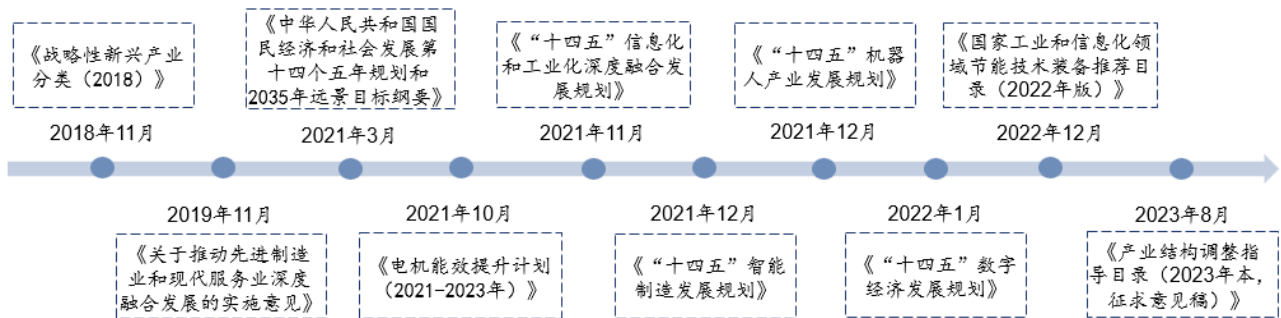 《战略性新兴产业
分类（2018）》
2018年11月
《关于推动先进制造
业和现代服务业深度
融合发展的实施意见》
2019年11月
《中华人民共和国国
民经济和社会发展第
十四个五年规划和
2035年远景目标纲要》
2021年3月
2021年10月
《电机能效提升计划
（2021-2023年）》
《“十四五”信息化
和工业化深度融合发
展规划》
2021年11月
2021年12月
《“十四五”智能
制造发展规划》
《“十四五”机器
人产业发展规划》
2021年12月
2022年1月
《“十四五”数字
经济发展规划》
《国家工业和信息化领
域节能技术装备推荐目
录（2022年版）》
2022年12月
2023年8月
《产业结构调整指
导目录（2023年本，
征求意见稿）》